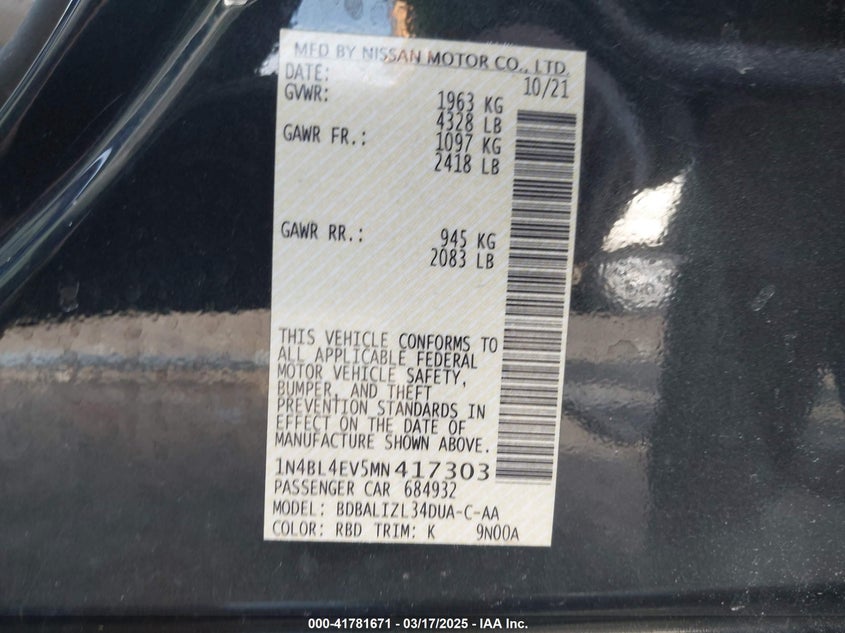 MFD BY NISSAN MOTOR CO., LTD.
DATE: 10/21
GVWR: 1963 KG
4328 LB
GAWR FR.: 1097 KG
2418 LB
GAWR RR.: 945 KG
2083 LB
THIS VEHICLE CONFORMS TO
ALL APPLICABLE FEDERAL
MOTOR VEHICLE SAFETY,
BUMPER, AND THEFT
PREVENTION STANDARDS IN
EFFECT ON THE DATE OF
MANUFACTURE SHOWN ABOVE.
1N4BL4EV5MN417303
PASSENGER CAR 684932
MODEL: BDBALIZL34DUA-C-AA
COLOR: RBD TRIM: K 9N00A
000-41781671 - 03/17/2025 - IAA Inc.